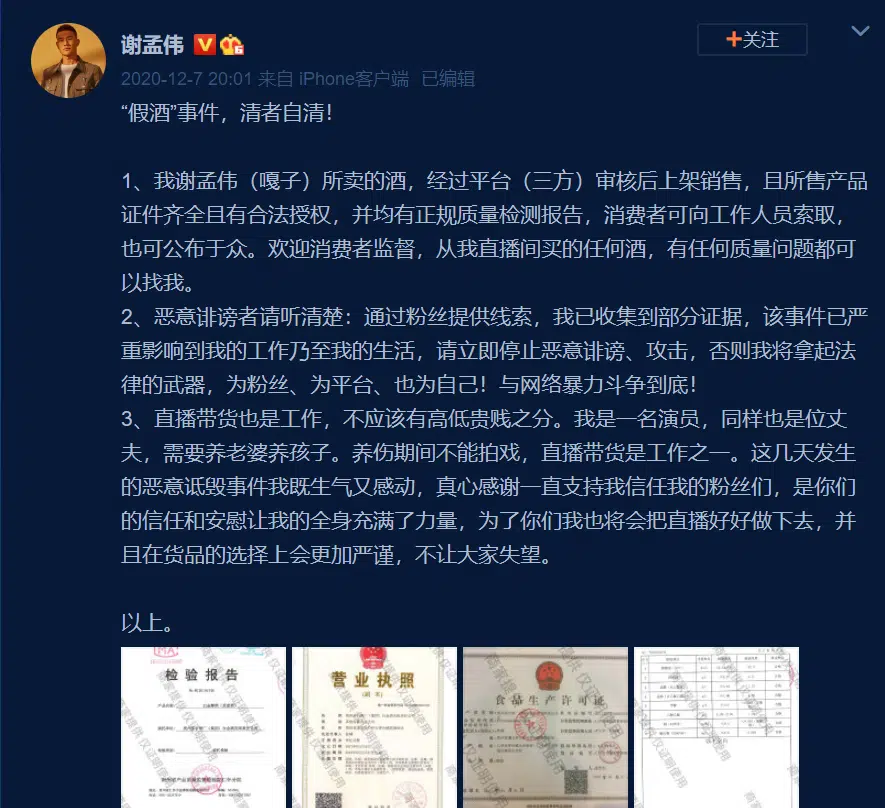 谢孟伟
+关注
2020-12-7 20:01 来自 iPhone客户端 已编辑
“假酒”事件，清者自清！
1、我谢孟伟（嘎子）所卖的酒，经过平台（三方）审核后上架销售，且所售产品
证件齐全且有合法授权，并均有正规质量检测报告，消费者可向工作人员索取，
也可公布于众。欢迎消费者监督，从我直播间买的任何酒，有任何质量问题都可
以找我。
2、恶意诽谤者请听清楚：通过粉丝提供线索，我已收集到部分证据，该事件已严
重影响到我的工作乃至我的生活，请立即停止恶意诽谤、攻击，否则我将拿起法
律的武器，为粉丝、为平台、也为自己！与网络暴力斗争到底！
3、直播带货也是工作，不应该有高低贵贱之分。我是一名演员，同样也是位丈
夫，需要养老婆养孩子。养伤期间不能拍戏，直播带货是工作之一。这几天发生
的恶意诋毁事件我既生气又感动，真心感谢一直支持我信任我的粉丝们，是你们
的信任和安慰让我的全身充满了力量，为了你们我也将会把直播好好做下去，并
且在货品的选择上会更加严谨，不让大家失望。
以上。
检验报告
营业执照
食品生产许可证